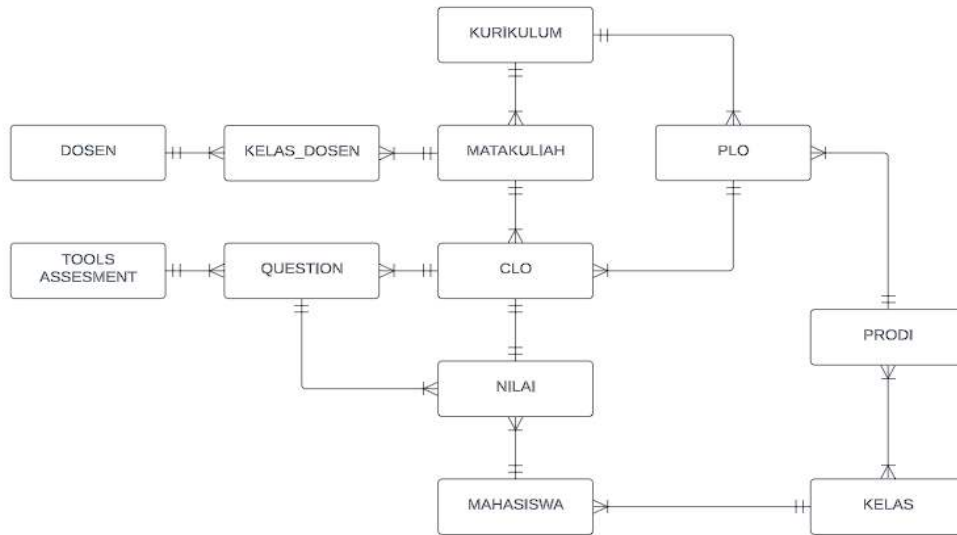 KURIKULUM
DOSEN
KELAS_DOSEN
MATAKULIAH
PLO
TOOLS
ASSESMENT
QUESTION
CLO
PRODI
NILAI
MAHASISWA
KELAS